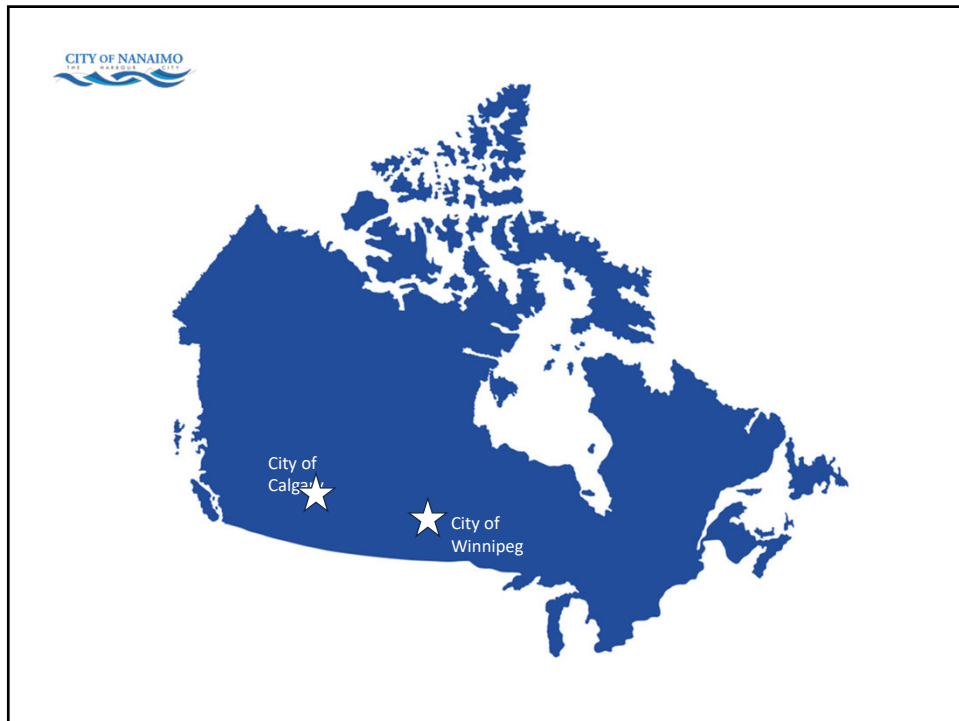 CITY OF NANAIMO
THE HARBOUR CITY
City of
Calgary
City of
Winnipeg